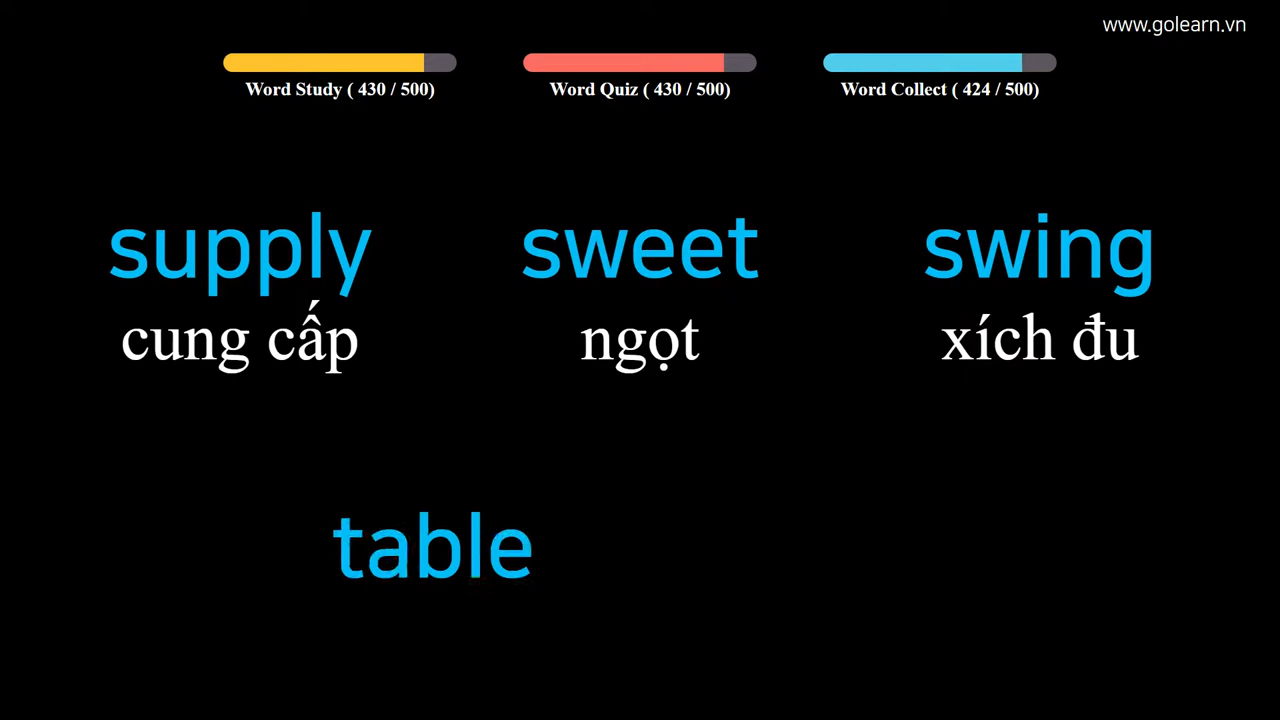 www.golearn.vn
Word Study ( 430 / 500)
Word Quiz ( 430 / 500)
Word Collect ( 424 / 500)
supply
cung cấp
sweet
ngọt
swing
xích đu
table